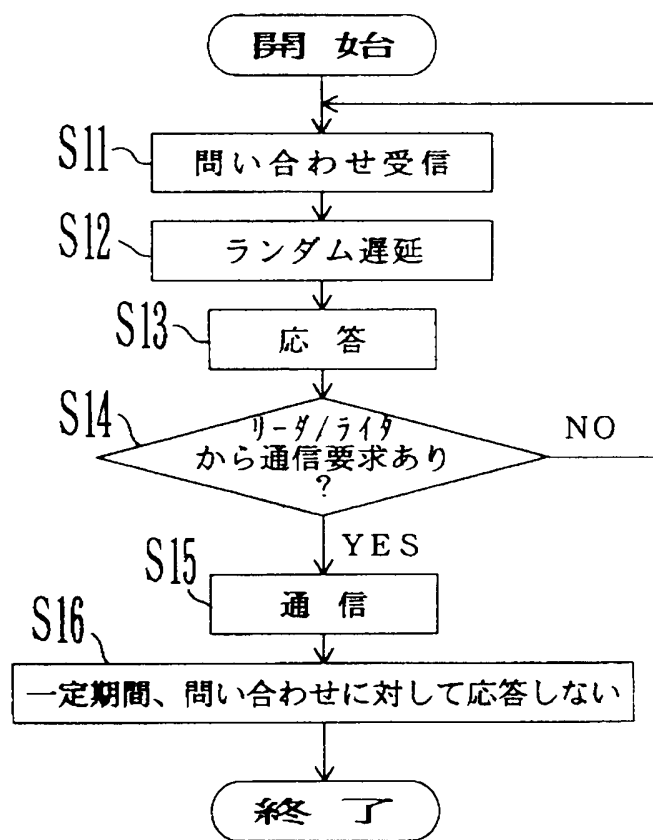 開始
S11
問い合わせ受信
S12
ランダム遅延
S13
応答
S14
リーダ/ライタ
から通信要求あり
?
NO
YES
S15
通信
S16
一定期間、問い合わせに対して応答しない
終了